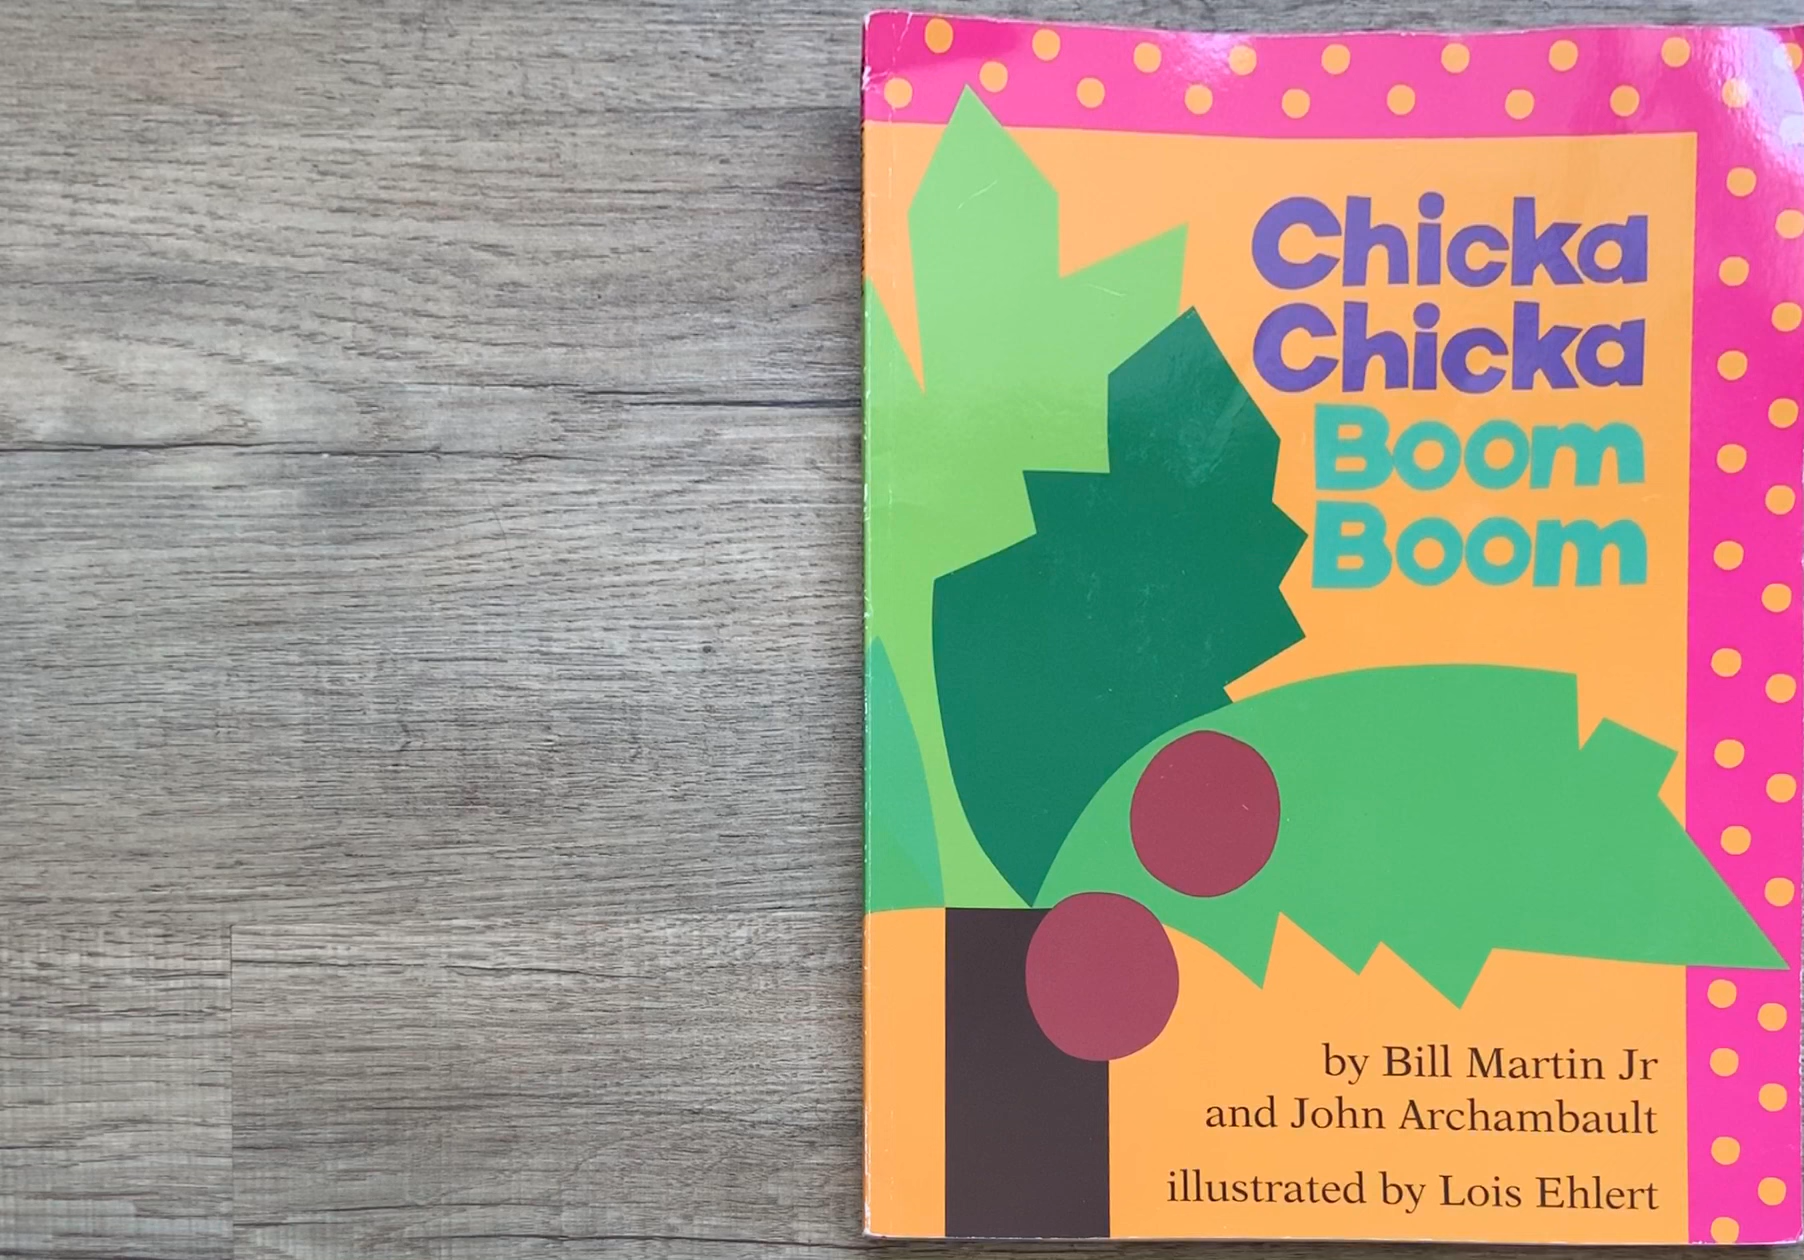 Chicka
Chicka
Boom
Boom
by Bill Martin Jr
and John Archambault
illustrated by Lois Ehlert